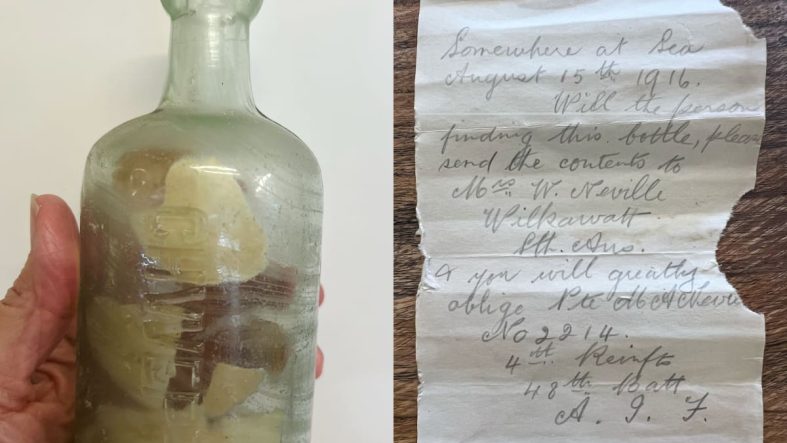 Somewhere at Sea
August 15th 1916.
Will the person
finding this bottle, please
send the contents to
Mrs W. Neville
Wilkawatt
Sth. Aus.
& you will greatly
oblige Pte
No 2214.
4th Reinfts
48th Batt
A. I. F.